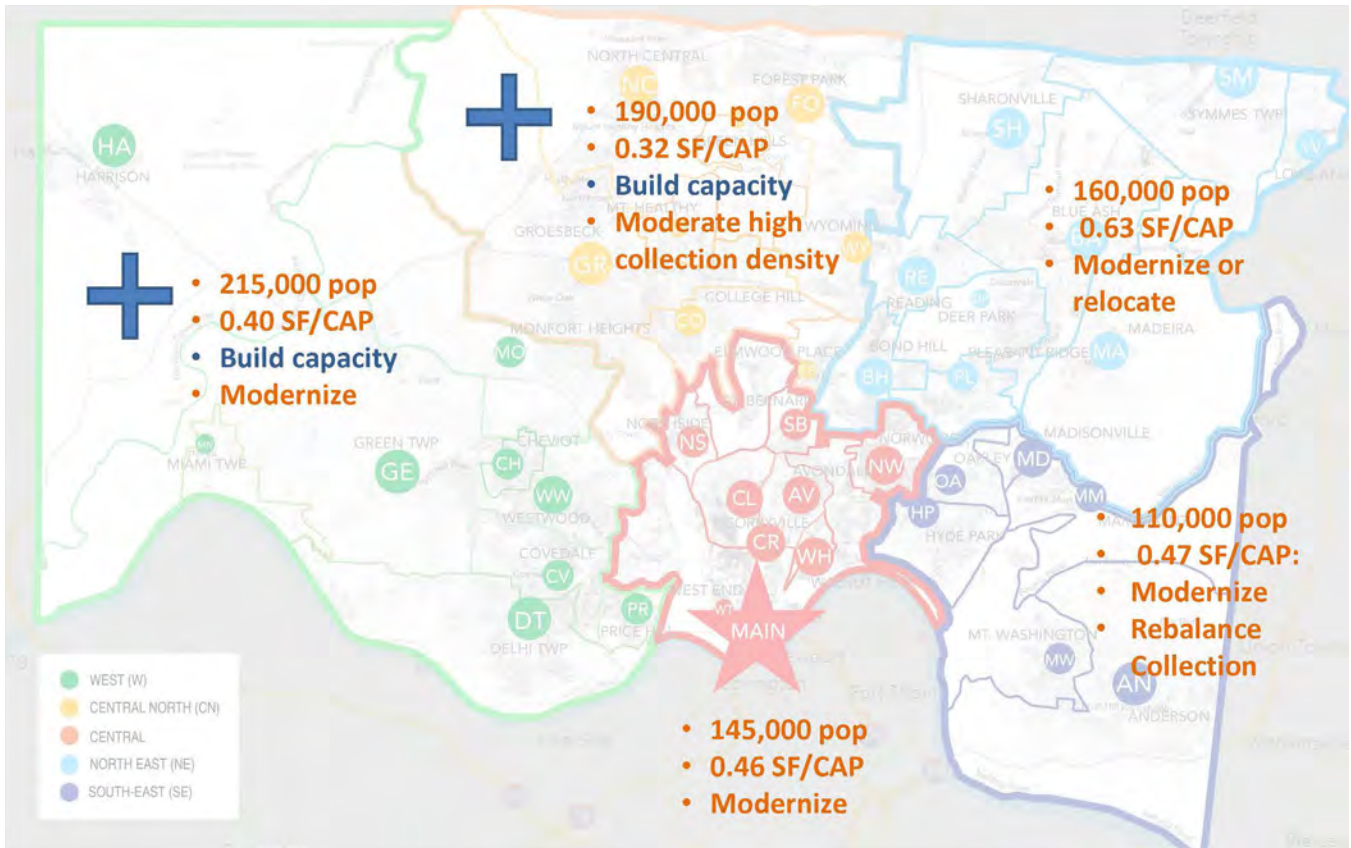 Deerfield
NORTH CENTRAL
NC
FOREST PARK
FO
SHARONVILLE
SH
SM
SYMMES TWP
HA
HARRISON
• 190,000 pop
• 0.32 SF/CAP
• Build capacity
• Moderate high
collection density
MT. HEALTHY
GROESBECK
GR
WYOMING
WY
COLLEGE HILL
CO
• 160,000 pop
• 0.63 SF/CAP
• Modernize or
relocate
BLUE ASH
RE
READING
DEER PARK
MADEIRA
MA
• 215,000 pop
• 0.40 SF/CAP
• Build capacity
• Modernize
MONFORT HEIGHTS
MO
ELMWOOD PLACE
BOND HILL
BH
PLEASANT RIDGE
PL
MIAMI TWP
GREEN TWP
GE
CHEVIOT
CH
WW
WESTWOOD
COVEDALE
CV
DT
DELHI TWP
PR
NS
SB
CL
AV
NW
CR
WH
WEST END
MAIN
MADISONVILLE
MD
OAKLEY
OA
MM
HP
HYDE PARK
• 110,000 pop
• 0.47 SF/CAP:
• Modernize
• Rebalance
Collection
MT. WASHINGTON
MW
AN
ANDERSON
• 145,000 pop
• 0.46 SF/CAP
• Modernize
WEST (W)
CENTRAL NORTH (CN)
CENTRAL
NORTH EAST (NE)
SOUTH-EAST (SE)